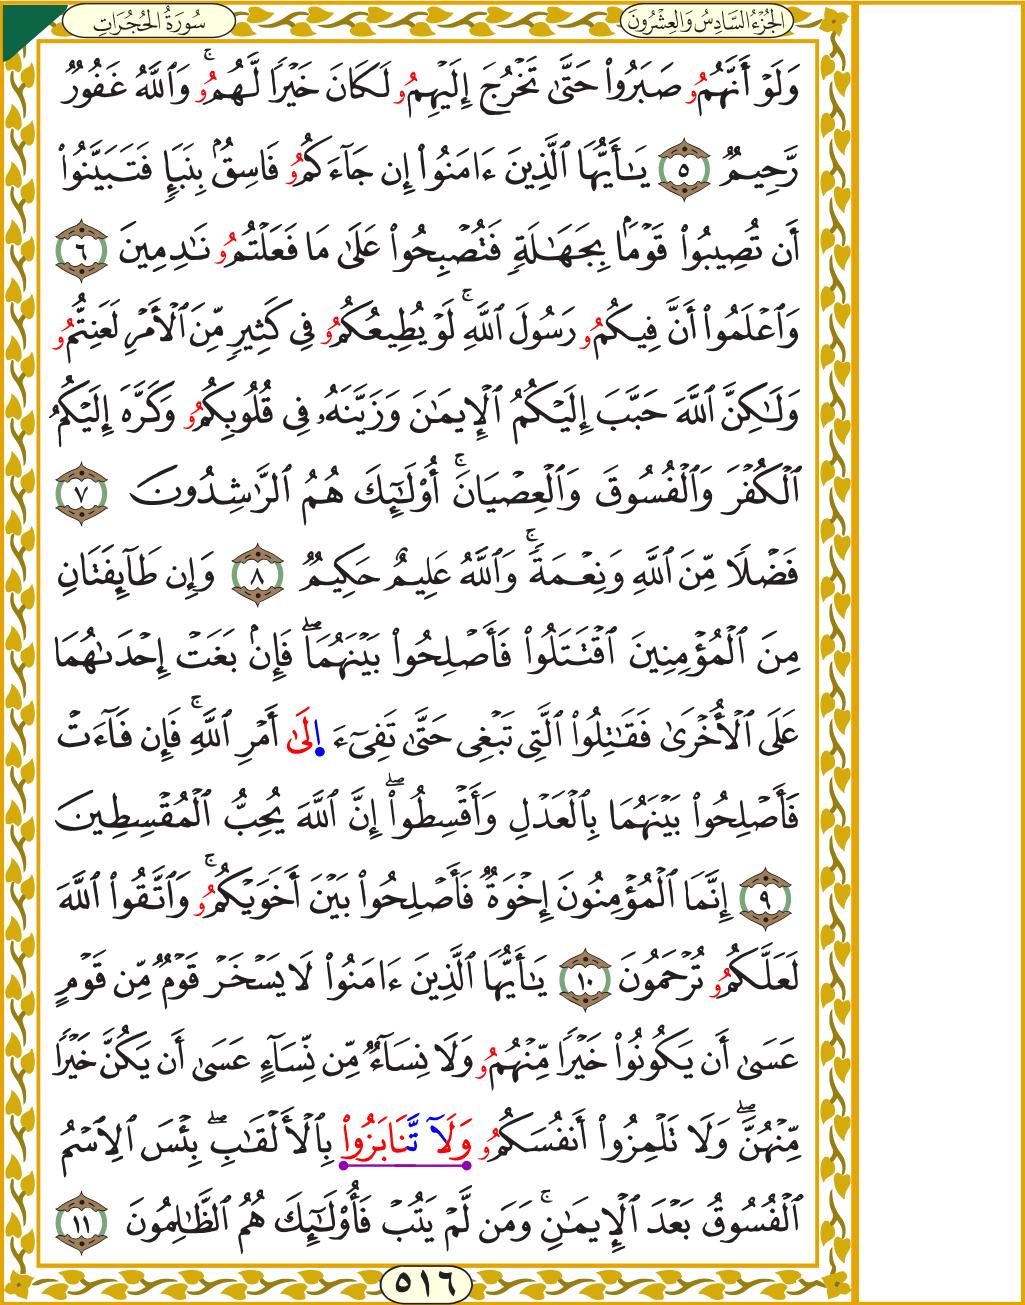 الجُزْءُ السَّادِسُ وَالعِشْرُونَ
سُورَةُ الحُجُرَاتِ
وَلَوۡ أَنَّهُمُۥ صَبَرُواْ حَتَّىٰ تَخۡرُجَ إِلَيۡهِمُۥ لَكَانَ خَيۡرٗا لَّهُمُۥۚ وَٱللَّهُ غَفُورٞ
رَّحِيمٞ ٥ يَـٰٓأَيُّهَا ٱلَّذِينَ ءَامَنُوٓاْ إِن جَآءَكُمُۥ فَاسِقُۢ بِنَبَإٖ فَتَبَيَّنُوٓاْ
أَن تُصِيبُواْ قَوۡمَۢا بِجَهَٰلَةٖ فَتُصۡبِحُواْ عَلَىٰ مَا فَعَلۡتُمُۥ نَٰدِمِينَ ٦
وَٱعۡلَمُوٓاْ أَنَّ فِيكُمُۥ رَسُولَ ٱللَّهِۚ لَوۡ يُطِيعُكُمُۥ فِي كَثِيرٖ مِّنَ ٱلۡأَمۡرِ لَعَنِتُّمُۥ
وَلَٰكِنَّ ٱللَّهَ حَبَّبَ إِلَيۡكُمُ ٱلۡإِيمَٰنَ وَزَيَّنَهُۥ فِي قُلُوبِكُمُۥ وَكَرَّهَ إِلَيۡكُمُ
ٱلۡكُفۡرَ وَٱلۡفُسُوقَ وَٱلۡعِصۡيَانَۚ أُوْلَـٰٓئِكَ هُمُ ٱلرَّٰشِدُونَ ٧
فَضۡلٗا مِّنَ ٱللَّهِ وَنِعۡمَةٗۚ وَٱللَّهُ عَلِيمٌ حَكِيمٞ ٨ وَإِن طَآئِفَتَانِ
مِنَ ٱلۡمُؤۡمِنِينَ ٱقۡتَتَلُواْ فَأَصۡلِحُواْ بَيۡنَهُمَاۖ فَإِنۢ بَغَتۡ إِحۡدَىٰهُمَا
عَلَى ٱلۡأُخۡرَىٰ فَقَٰتِلُواْ ٱلَّتِي تَبۡغِي حَتَّىٰ تَفِيٓءَ اِلَىٰٓ أَمۡرِ ٱللَّهِۚ فَإِن فَآءَتۡ
فَأَصۡلِحُواْ بَيۡنَهُمَا بِٱلۡعَدۡلِ وَأَقۡسِطُوٓاْۖ إِنَّ ٱللَّهَ يُحِبُّ ٱلۡمُقۡسِطِينَ
٩ إِنَّمَا ٱلۡمُؤۡمِنُونَ إِخۡوَةٞ فَأَصۡلِحُواْ بَيۡنَ أَخَوَيۡكُمُۥۚ وَٱتَّقُواْ ٱللَّهَ
لَعَلَّكُمُۥ تُرۡحَمُونَ ١٠ يَـٰٓأَيُّهَا ٱلَّذِينَ ءَامَنُواْ لَا يَسۡخَرۡ قَوۡمٞ مِّن قَوۡمٍ
عَسَىٰٓ أَن يَكُونُواْ خَيۡرٗا مِّنۡهُمُۥ وَلَا نِسَآءٞ مِّن نِّسَآءٍ عَسَىٰٓ أَن يَكُنَّ خَيۡرٗا
مِّنۡهُنَّۖ وَلَا تَلۡمِزُوٓاْ أَنفُسَكُمُۥ وَلَآ تَّنَابَزُواْ بِٱلۡأَلۡقَٰبِۖ بِئۡسَ ٱلِٱسۡمُ
ٱلۡفُسُوقُ بَعۡدَ ٱلۡإِيمَٰنِۚ وَمَن لَّمۡ يَتُبۡ فَأُوْلَـٰٓئِكَ هُمُ ٱلظَّٰلِمُونَ ١١
٥١٦